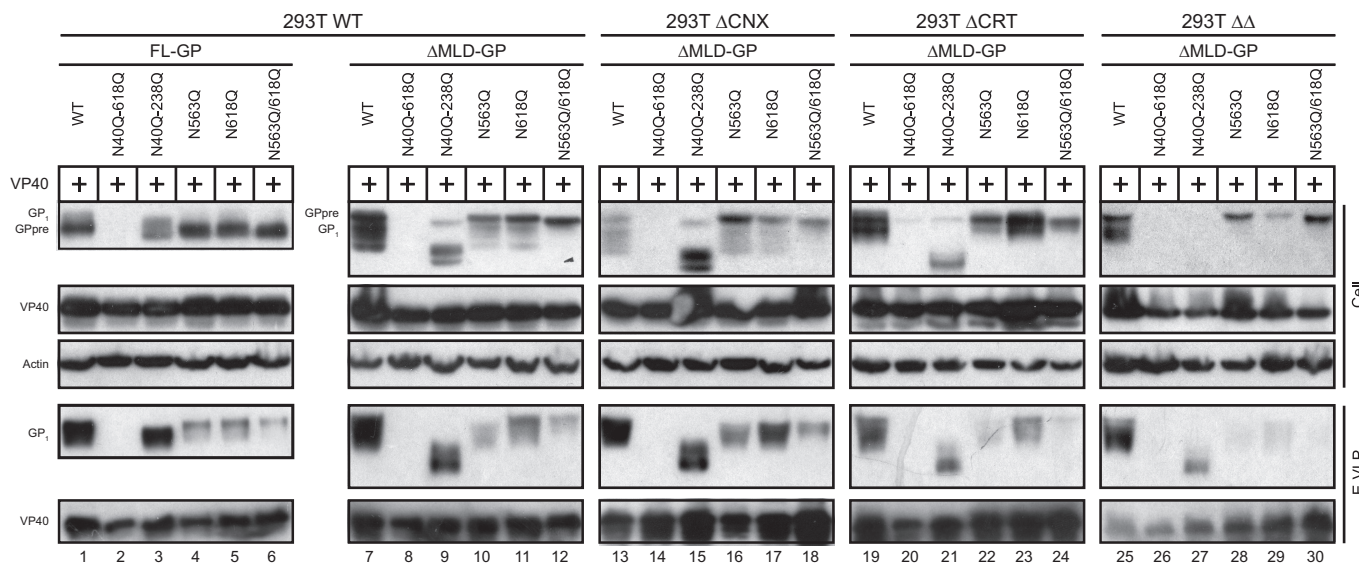 293T WT 293T ΔCNX 293T ΔCRT 293T ΔΔ
FL-GP ΔMLD-GP ΔMLD-GP ΔMLD-GP ΔMLD-GP
WT N40Q-618Q N40Q-238Q N563Q N618Q N563Q/618Q WT N40Q-618Q N40Q-238Q N563Q N618Q N563Q/618Q WT N40Q-618Q N40Q-238Q N563Q N618Q N563Q/618Q WT N40Q-618Q N40Q-238Q N563Q N618Q N563Q/618Q WT N40Q-618Q N40Q-238Q N563Q N618Q N563Q/618Q
VP40 + + + + + + + + + + + + + + + + + + + + + + + + + + + + + +
GP₁ GPpre
GPpre GP₁
Cell
VP40
Actin
GP₁
E-VLP
VP40
1 2 3 4 5 6 7 8 9 10 11 12 13 14 15 16 17 18 19 20 21 22 23 24 25 26 27 28 29 30